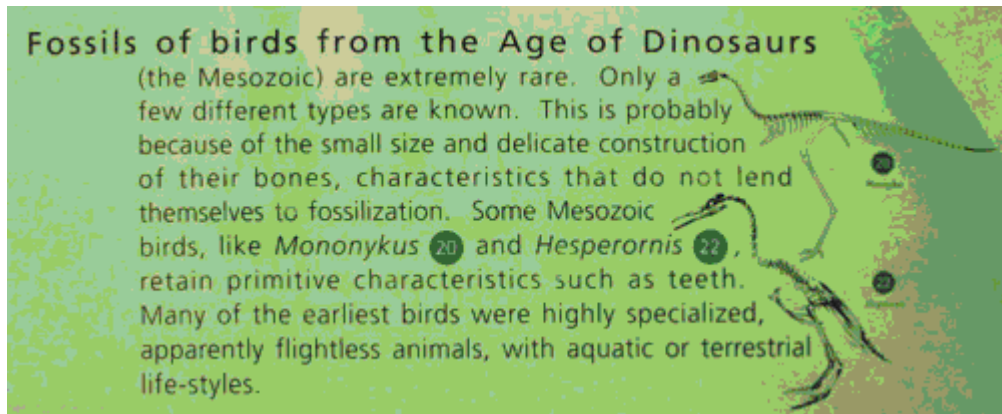 Fossils of birds from the Age of Dinosaurs
(the Mesozoic) are extremely rare. Only a
few different types are known. This is probably
because of the small size and delicate construction
of their bones, characteristics that do not lend
themselves to fossilization. Some Mesozoic
birds, like Mononykus 20 and Hesperornis 22,
retain primitive characteristics such as teeth.
Many of the earliest birds were highly specialized,
apparently flightless animals, with aquatic or terrestrial
life-styles.
20
22